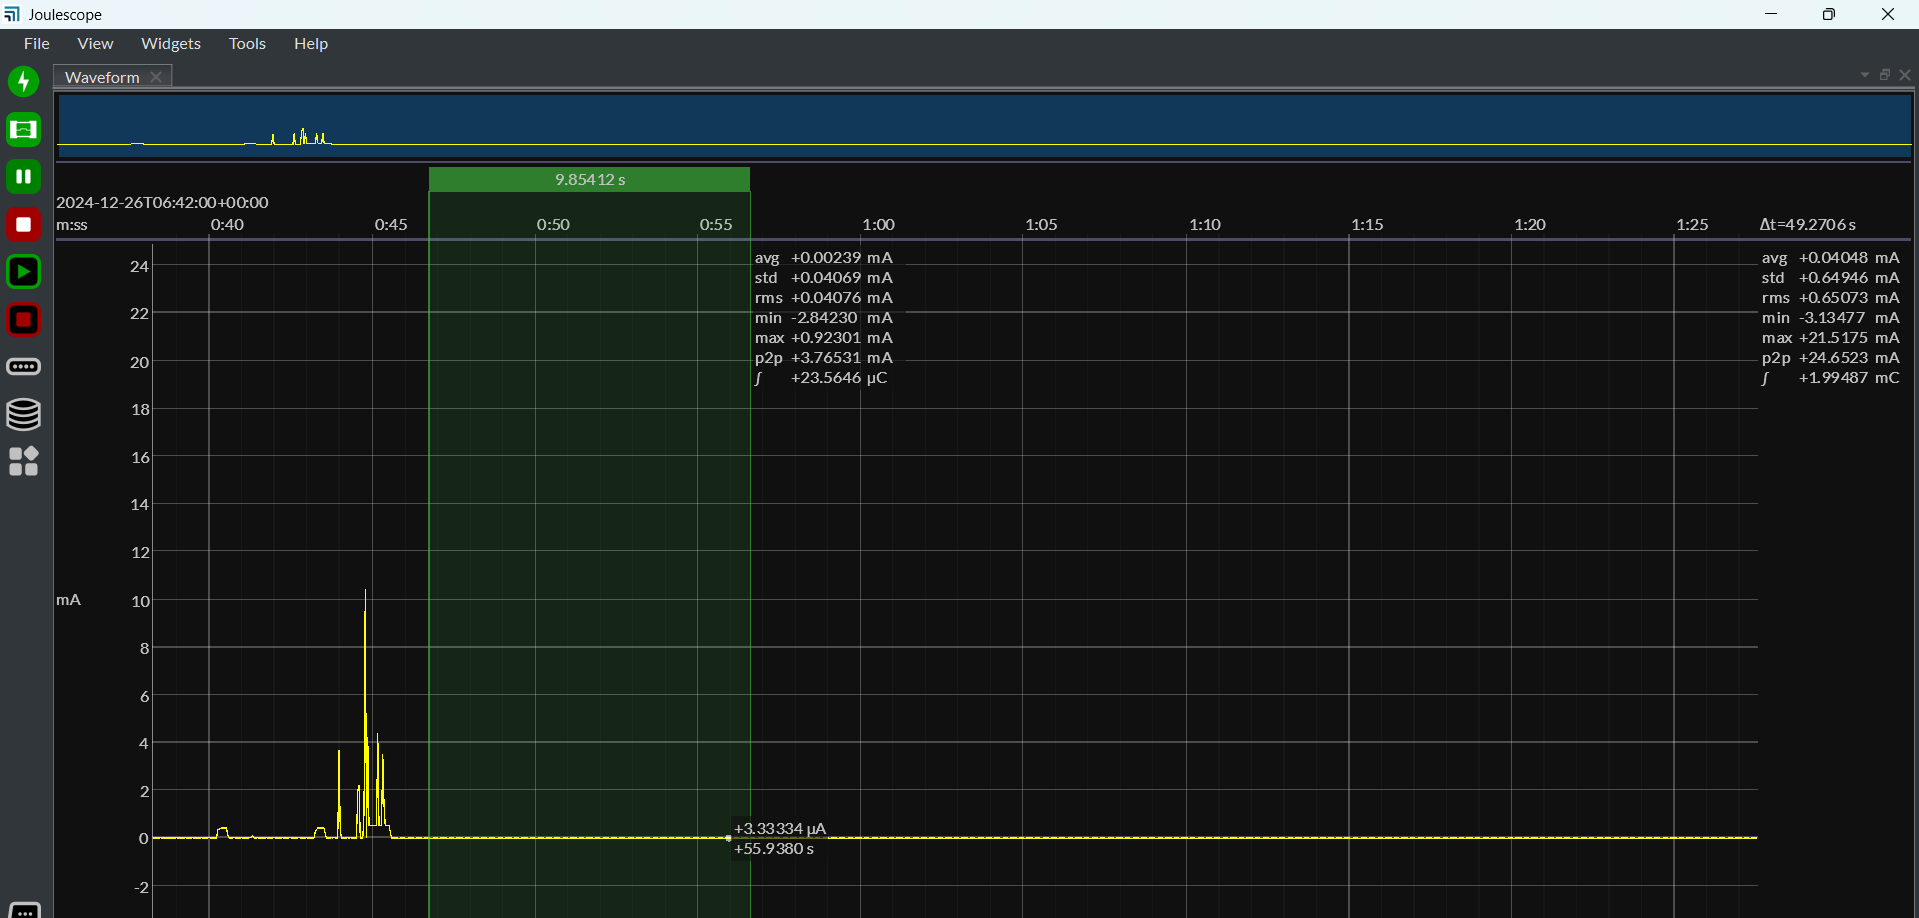 Joulescope
File View Widgets Tools Help
Waveform
9.85412 s
2024-12-26T06:42:00+00:00
m:ss 0:40 0:45 0:50 0:55 1:00 1:05 1:10 1:15 1:20 1:25 Δt=49.2706 s
avg +0.00239 mA
std +0.04069 mA
rms +0.04076 mA
min -2.84230 mA
max +0.92301 mA
p2p +3.76531 mA
∫ +23.5646 µC
avg +0.04048 mA
std +0.64946 mA
rms +0.65073 mA
min -3.13477 mA
max +21.5175 mA
p2p +24.6523 mA
∫ +1.99487 mC
24
22
20
18
16
14
12
mA 10
8
6
4
2
0
-2
+3.33334 µA
+55.9380 s